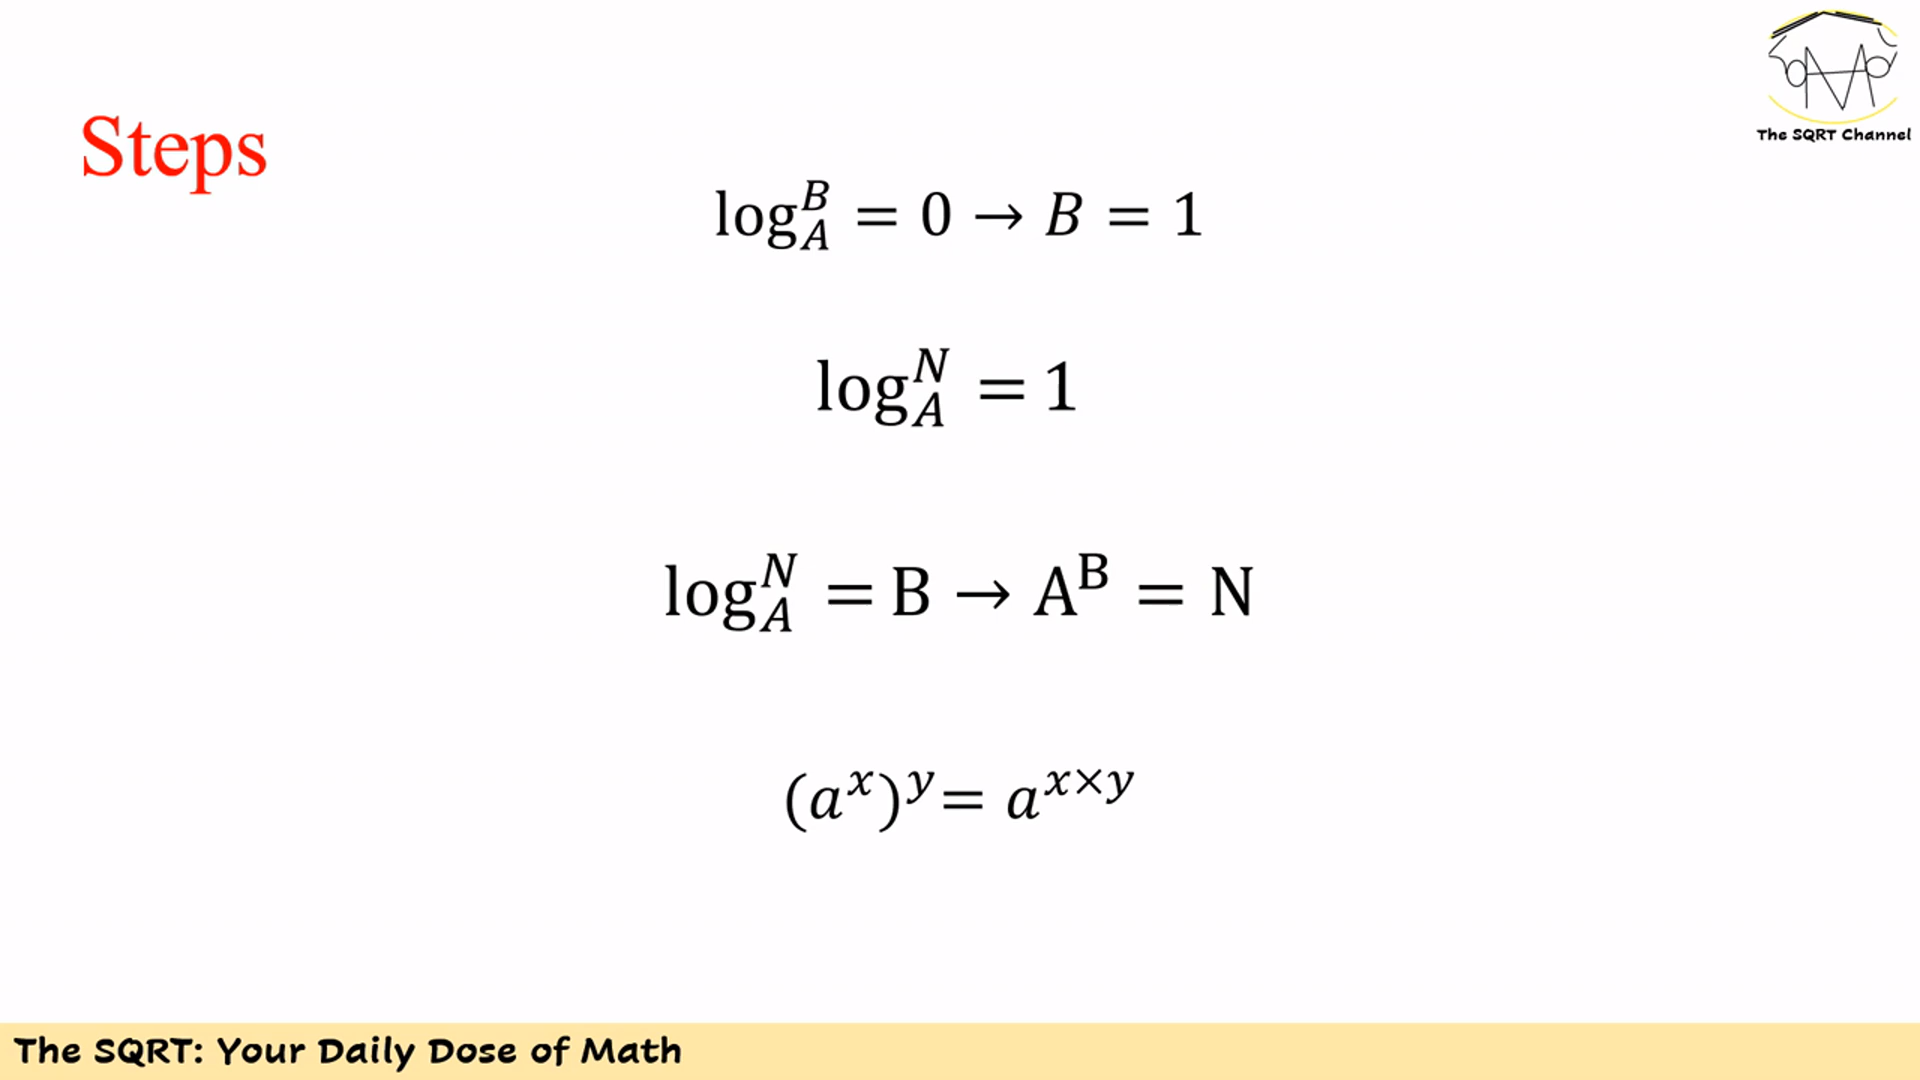 The SQRT Channel
Steps
log_A^B = 0 → B = 1
log_A^N = 1
log_A^N = B → A^B = N
(a^x)^y = a^{x×y}
The SQRT: Your Daily Dose of Math